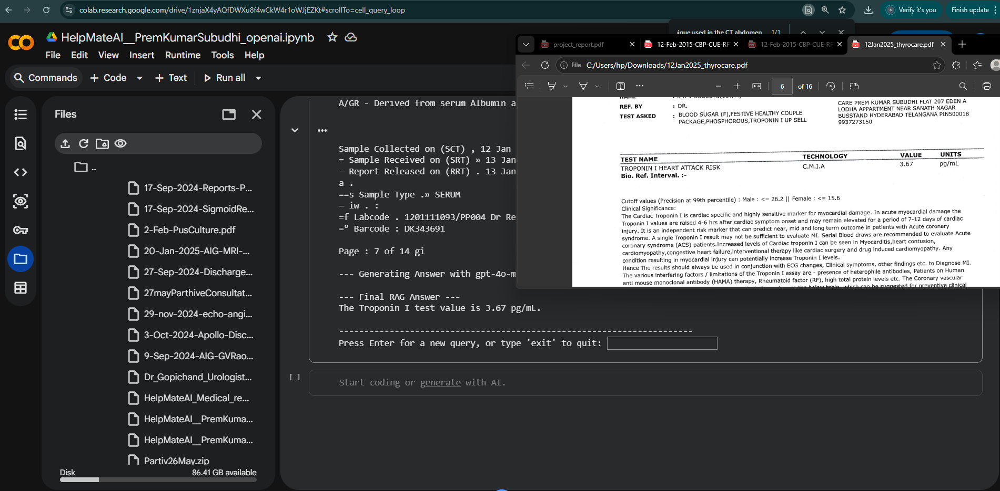 colab.research.google.com/drive/1znjaX4yAQfDWXu8f4wCkW4r1oWJjEZKt#scrollTo=cell_query_loop
Verify it's you
Finish update
HelpMateAI__PremKumarSubudhi_openai.ipynb
File Edit View Insert Runtime Tools Help
Commands + Code + Text Run all
Files
..
17-Sep-2024-Reports-P...
17-Sep-2024-SigmoidRe...
2-Feb-PusCulture.pdf
20-Jan-2025-AIG-MRI-...
27-Sep-2024-Discharge...
27mayParthiveConsultat...
29-nov-2024-echo-angi...
3-Oct-2024-Apollo-Disc...
9-Sep-2024-AIG-GVRao...
Dr_Gopichand_Urologist...
HelpMateAI_Medical_re...
HelpMateAI__PremKuma...
HelpMateAI__PremKuma...
Partiv26May.zip
Disk 86.41 GB available
A/GR - Derived from serum Albumin a
...
Sample Collected on (SCT) , 12 Jan
= Sample Received on (SRT) » 13 Jan
— Report Released on (RRT) . 13 Jan
a .
==s Sample Type .» SERUM
— iw . :
=f Labcode . 1201111093/PP004 Dr Re
=° Barcode : DK343691
Page : 7 of 14 gi
--- Generating Answer with gpt-4o-m
--- Final RAG Answer ---
The Troponin I test value is 3.67 pg/mL.
----------------------------------------------------------------------
Press Enter for a new query, or type 'exit' to quit:
[ ] Start coding or generate with AI.
used in the CT abdomen 1/1
project_report.pdf
12-Feb-2015-CBP-CUE-RF
12-Feb-2015-CBP-CUE-RF
12Jan2025_thyrocare.pdf
File C:/Users/hp/Downloads/12Jan2025_thyrocare.pdf
6 of 16
NAME
REF. BY : DR.
TEST ASKED : BLOOD SUGAR (F),FESTIVE HEALTHY COUPLE
PACKAGE,PHOSPHOROUS,TROPONIN I UP SELL
CARE PREM KUMAR SUBUDHI FLAT 207 EDEN A
LODHA APPARTMENT NEAR SANATH NAGAR
BUSSTAND HYDERABAD TELANGANA PIN500018
9937273150
TEST NAME TECHNOLOGY VALUE UNITS
TROPONIN I HEART ATTACK RISK C.M.I.A 3.67 pg/mL
Bio. Ref. Interval. :-
Cutoff values (Precision at 99th percentile) : Male : <= 26.2 || Female : <= 15.6
Clinical Significance:
The Cardiac Troponin I is cardiac specific and highly sensitive marker for myocardial damage. In acute myocardial damage the
Troponin I values are raised 4-6 hrs after cardiac symptom onset and may remain elevated for a period of 7-12 days of cardiac
injury. It is an independent risk marker that can predict near, mid and long term outcome in patients with Acute coronary
syndrome. A single Troponin I result may not be sufficient to evaluate MI. Serial Blood draws are recommended to evaluate Acute
coronary syndrome (ACS) patients.Increased levels of Cardiac troponin I can be seen in Myocarditis,heart contusion,
cardiomyopathy,congestive heart failure,interventional therapy like cardiac surgery and drug induced cardiomyopathy. Any
condition resulting in myocardial injury can potentially increase Troponin I levels.
Hence The results should always be used in conjunction with ECG changes, Clinical symptoms, other findings etc. to Diagnose MI.
The various interfering factors / limitations of the Troponin I assay are - presence of heterophile antibodies, Patients on Human
anti mouse monoclonal antibody (HAMA) therapy, Rheumatoid factor (RF), high total protein levels etc. The Coronary vascular
in the below table, which can be suggested for preventive clinical